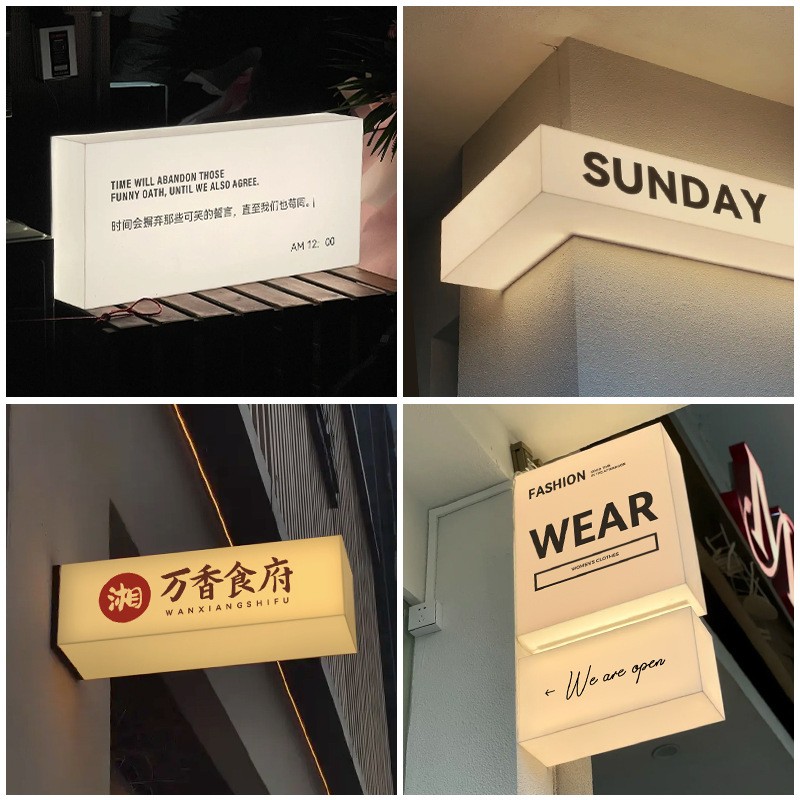 TIME WILL ABANDON THOSE
FUNNY OATH, UNTIL WE ALSO AGREE.
时间会摒弃那些可笑的誓言，直至我们也苟同。
AM 12: 00
SUNDAY
湘 万香食府
WANXIANGSHIFU
FASHION
WEAR
WOMEN'S CLOTHES
← We are open